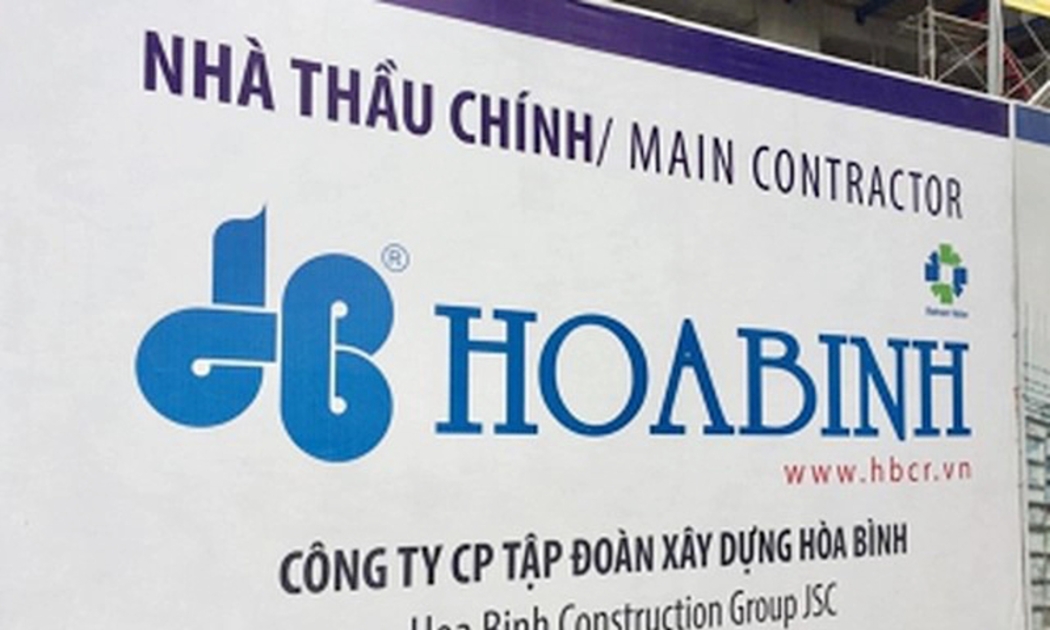 NHÀ THẦU CHÍNH/ MAIN CONTRACTOR
®
HOABINH
www.hbcr.vn
CÔNG TY CP TẬP ĐOÀN XÂY DỰNG HÒA BÌNH
Hoa Binh Construction Group JSC